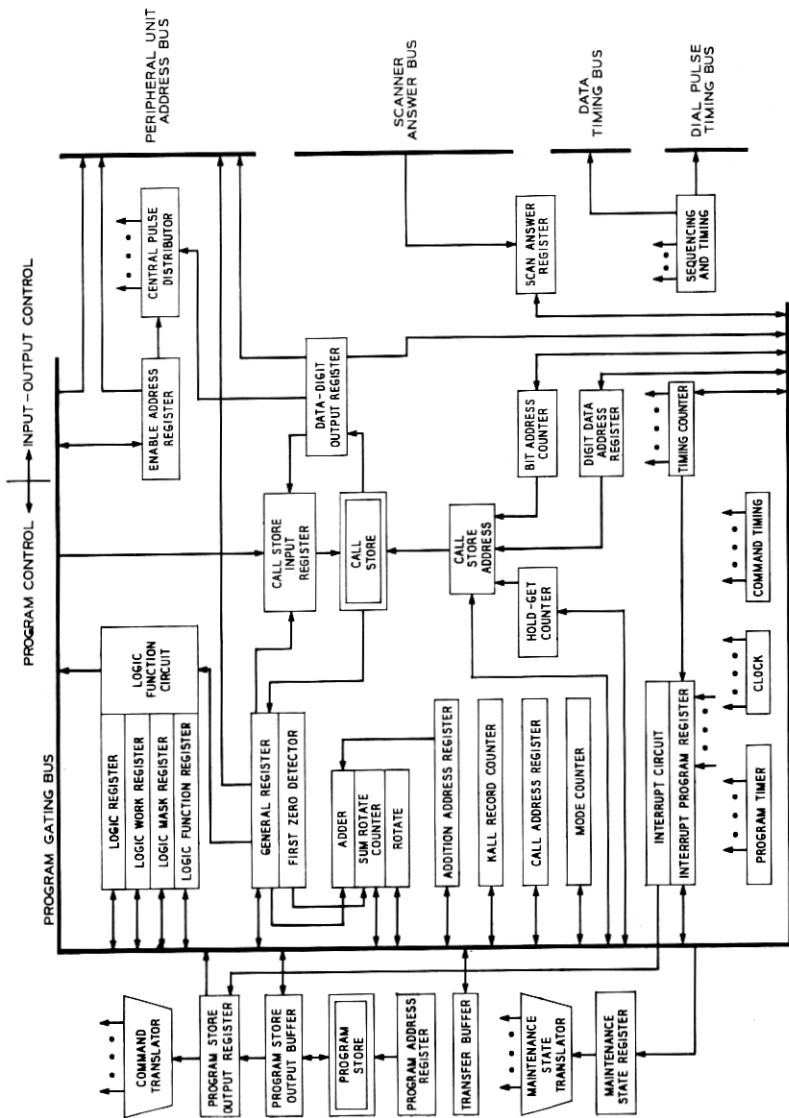 PROGRAM CONTROL
INPUT-OUTPUT CONTROL
PROGRAM GATING BUS
PERIPHERAL UNIT
ADDRESS BUS
SCANNER
ANSWER BUS
DATA
TIMING BUS
DIAL PULSE
TIMING BUS
COMMAND
TRANSLATOR
PROGRAM STORE
OUTPUT REGISTER
PROGRAM STORE
OUTPUT BUFFER
PROGRAM
STORE
PROGRAM ADDRESS
REGISTER
TRANSFER BUFFER
MAINTENANCE
STATE
TRANSLATOR
MAINTENANCE
STATE REGISTER
LOGIC REGISTER
LOGIC WORK REGISTER
LOGIC MASK REGISTER
LOGIC FUNCTION REGISTER
LOGIC
FUNCTION
CIRCUIT
GENERAL REGISTER
FIRST ZERO DETECTOR
ADDER
SUM ROTATE
COUNTER
ROTATE
ADDITION ADDRESS REGISTER
KALL RECORD COUNTER
CALL ADDRESS REGISTER
MODE COUNTER
INTERRUPT CIRCUIT
INTERRUPT PROGRAM REGISTER
PROGRAM TIMER
CLOCK
COMMAND TIMING
CALL STORE
INPUT
REGISTER
CALL
STORE
CALL
STORE
ADDRESS
HOLD-GET
COUNTER
ENABLE ADDRESS
REGISTER
CENTRAL PULSE
DISTRIBUTOR
DATA-DIGIT
OUTPUT REGISTER
BIT ADDRESS
COUNTER
DIGIT DATA
ADDRESS
REGISTER
TIMING COUNTER
SCAN ANSWER
REGISTER
SEQUENCING
AND TIMING